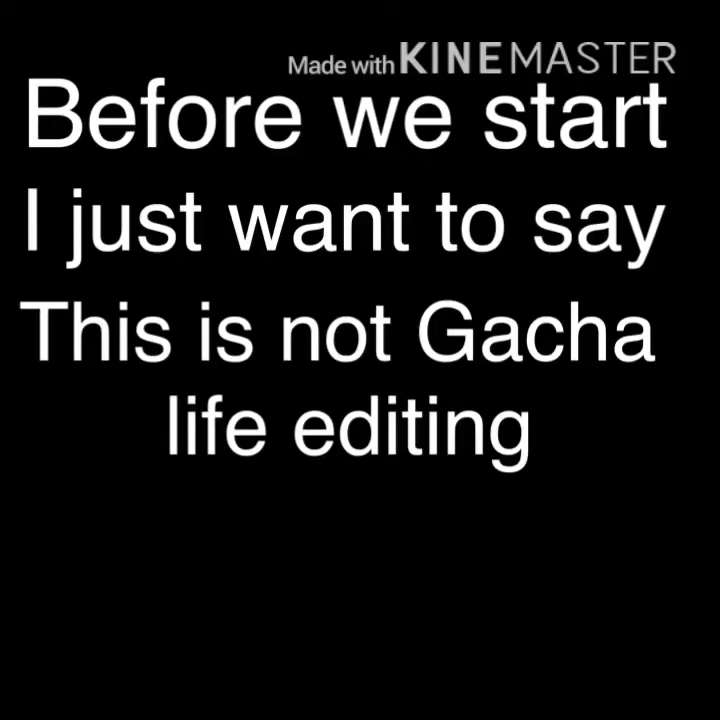 Made with KINEMASTER
Before we start
I just want to say
This is not Gacha
life editing